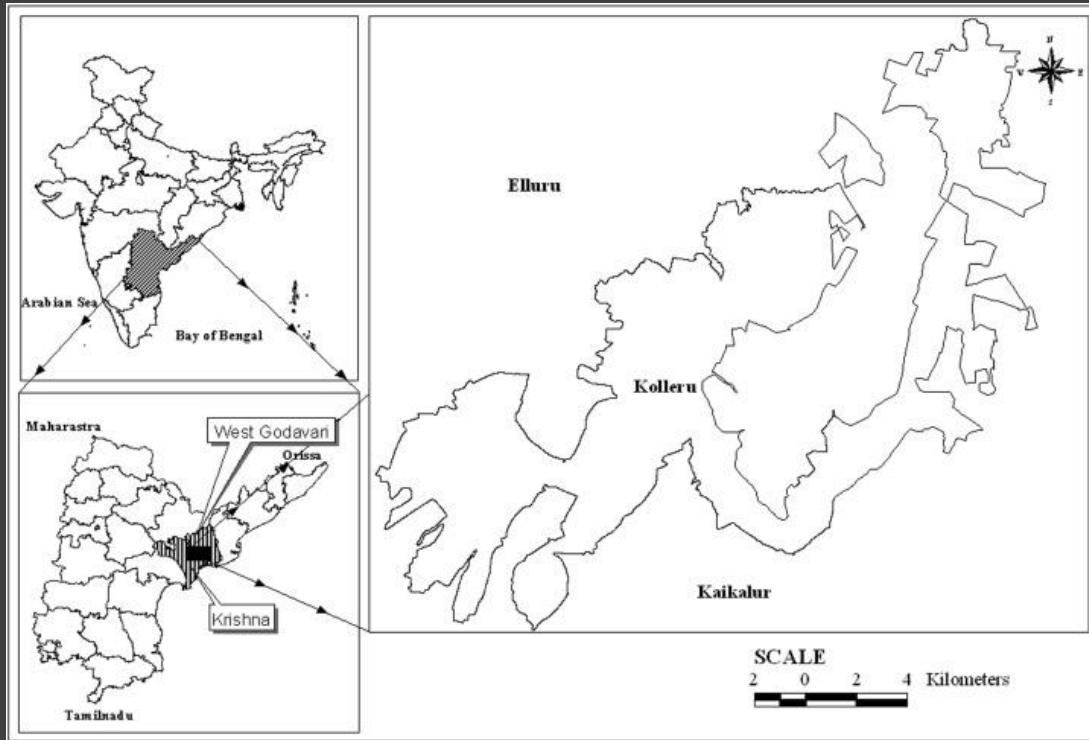 Arabian Sea
Bay of Bengal
Maharastra
West Godavari
Orissa
Krishna
Tamilnadu
N
W
E
S
Elluru
Kolleru
Kaikalur
SCALE
2 0 2 4 Kilometers